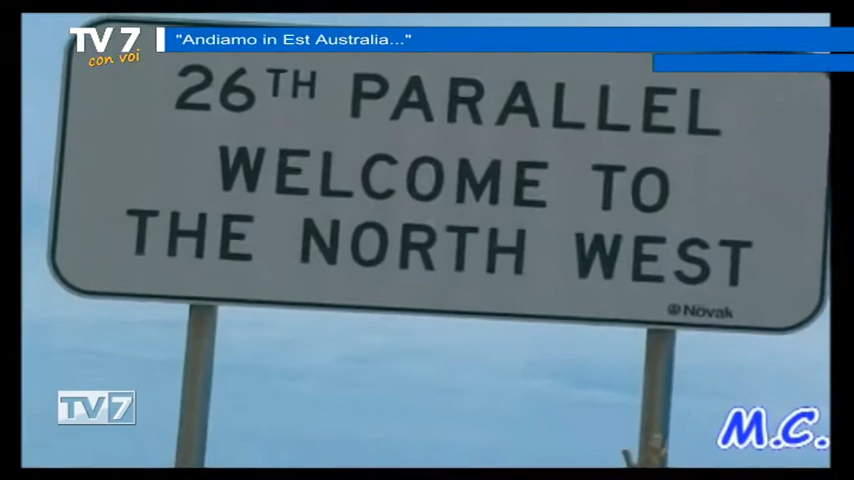 TV7
con voi
"Andiamo in Est Australia..."
26TH PARALLEL
WELCOME TO
THE NORTH WEST
Novak
TV7
M.C.